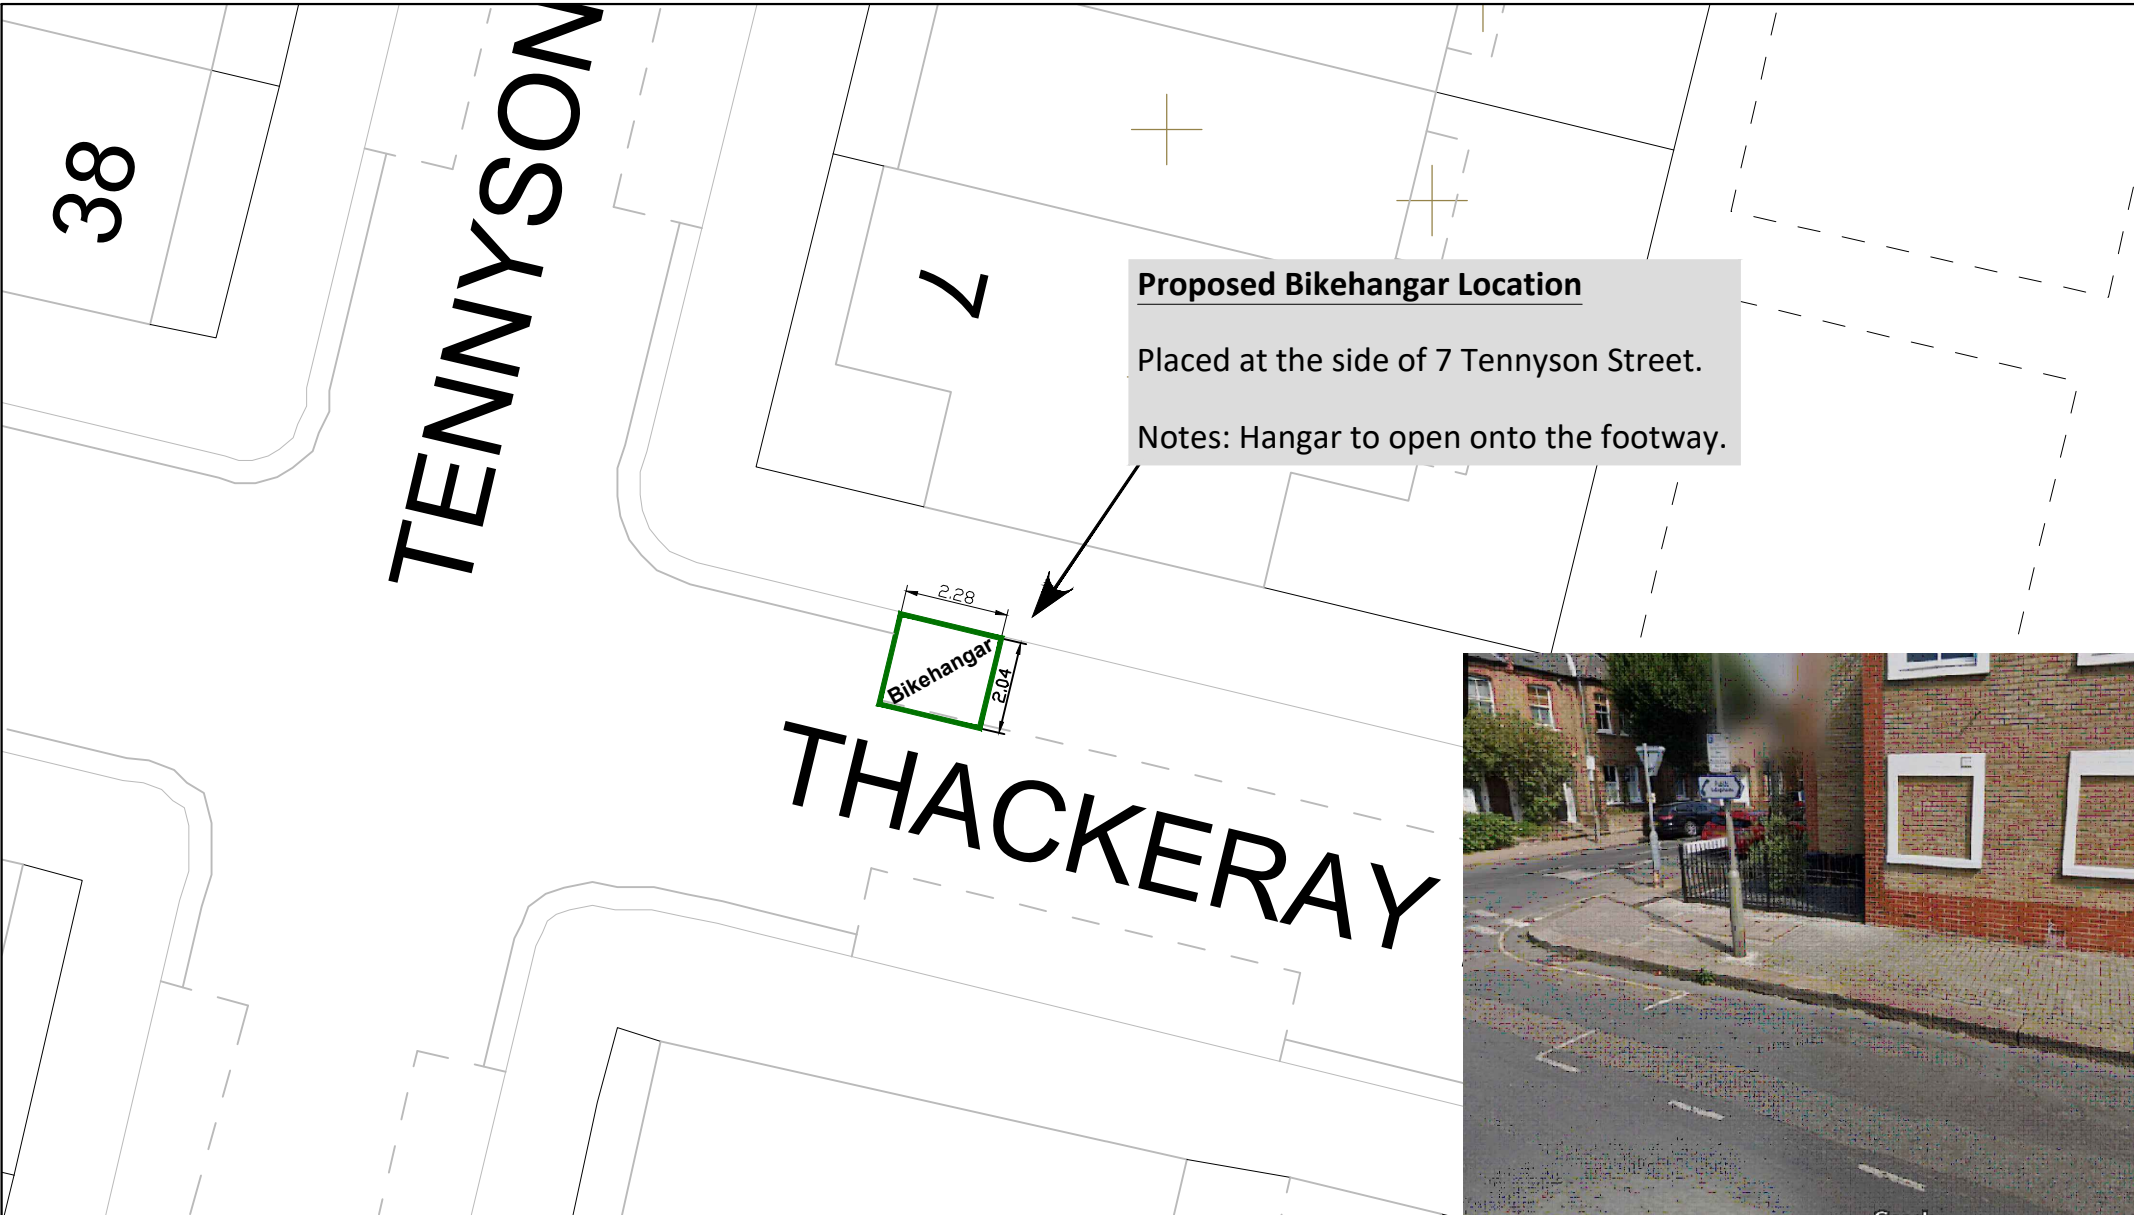 TENNYSON
38
7
Proposed Bikehangar Location
Placed at the side of 7 Tennyson Street.
Notes: Hangar to open onto the footway.
2.28
Bikehangar
2.04
THACKERAY